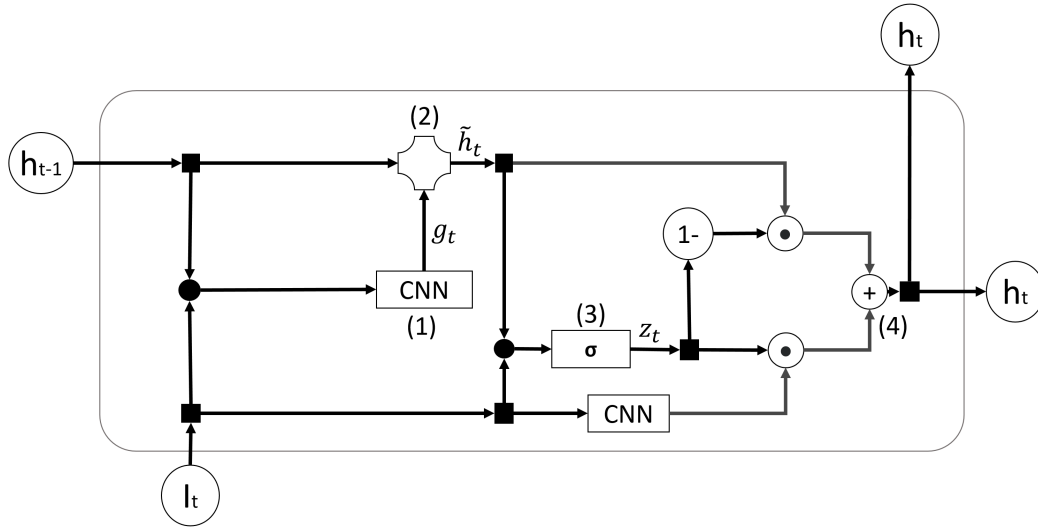 hₜ
(2)
h̃ₜ
hₜ₋₁
gₜ
1-
CNN
(1)
hₜ
+
(4)
(3)
σ
zₜ
CNN
Iₜ